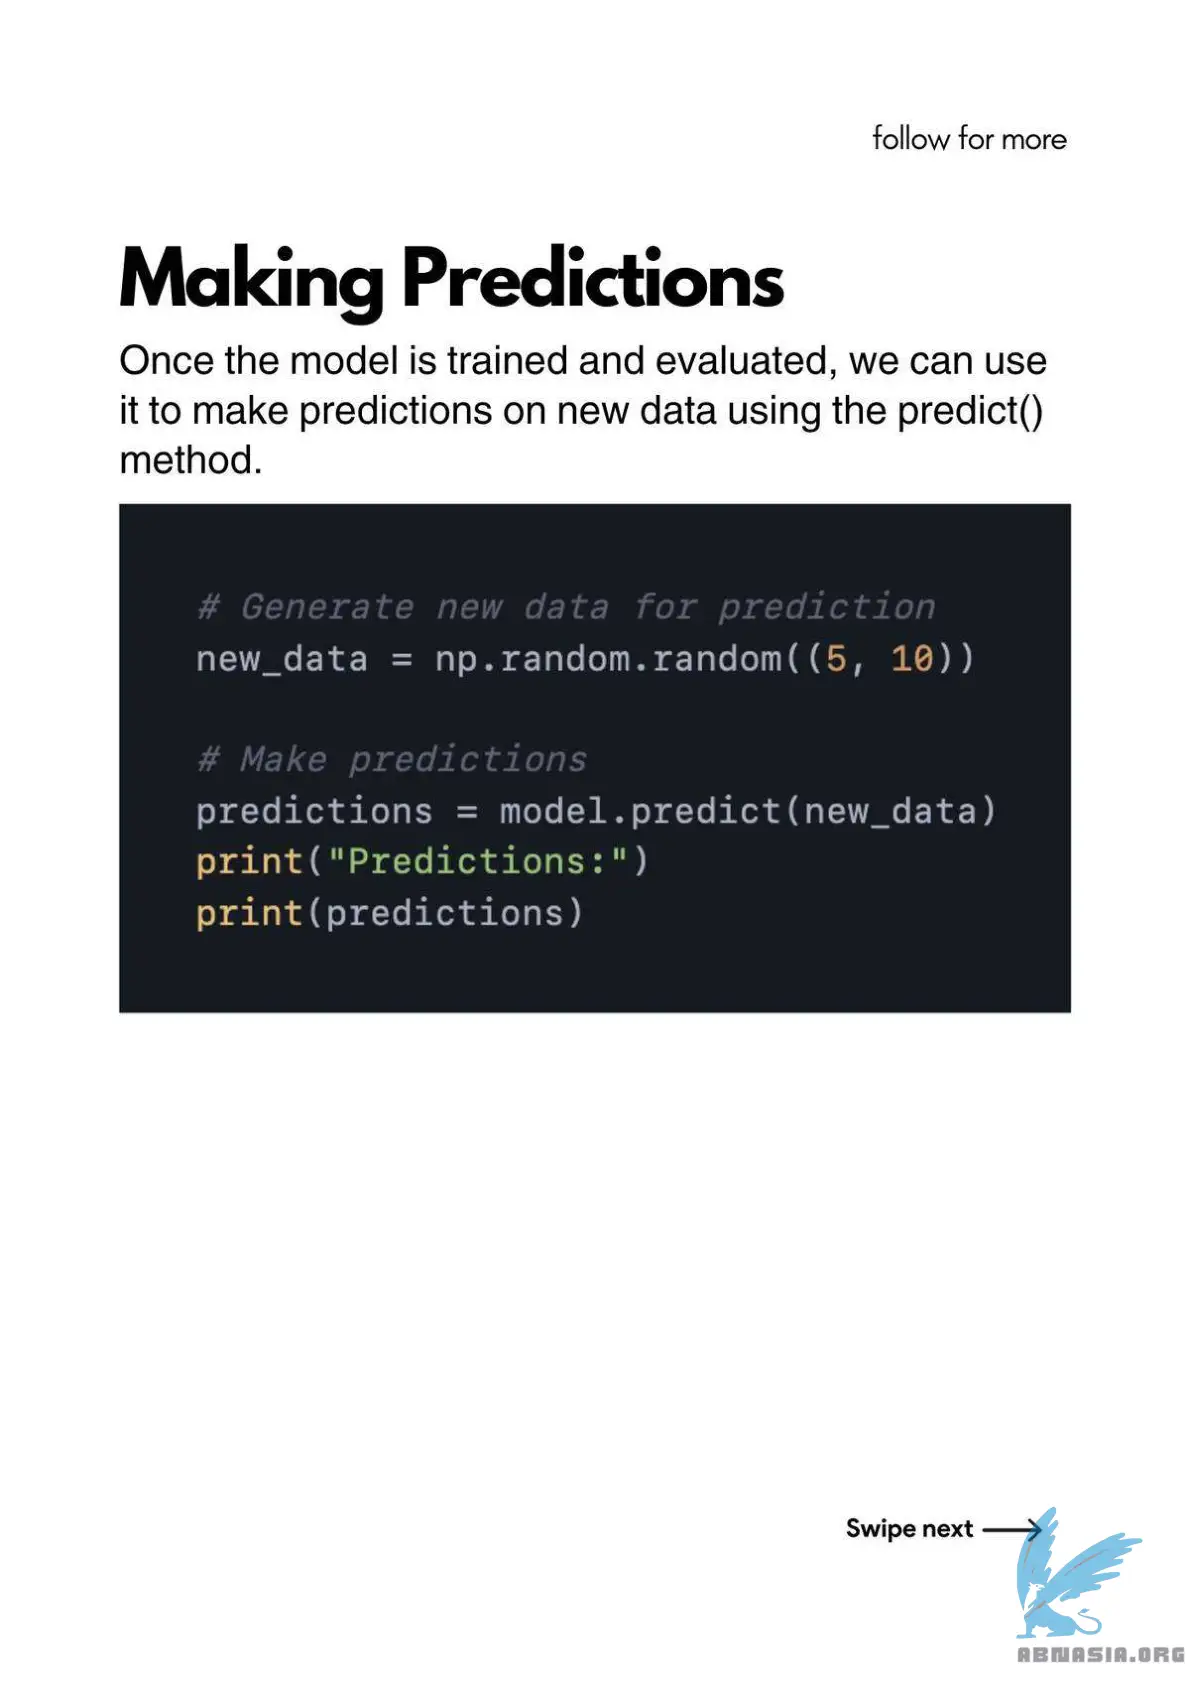 follow for more
Making Predictions
Once the model is trained and evaluated, we can use
it to make predictions on new data using the predict()
method.
# Generate new data for prediction
new_data = np.random.random((5, 10))
# Make predictions
predictions = model.predict(new_data)
print("Predictions:")
print(predictions)
Swipe next
ABNASIA.ORG